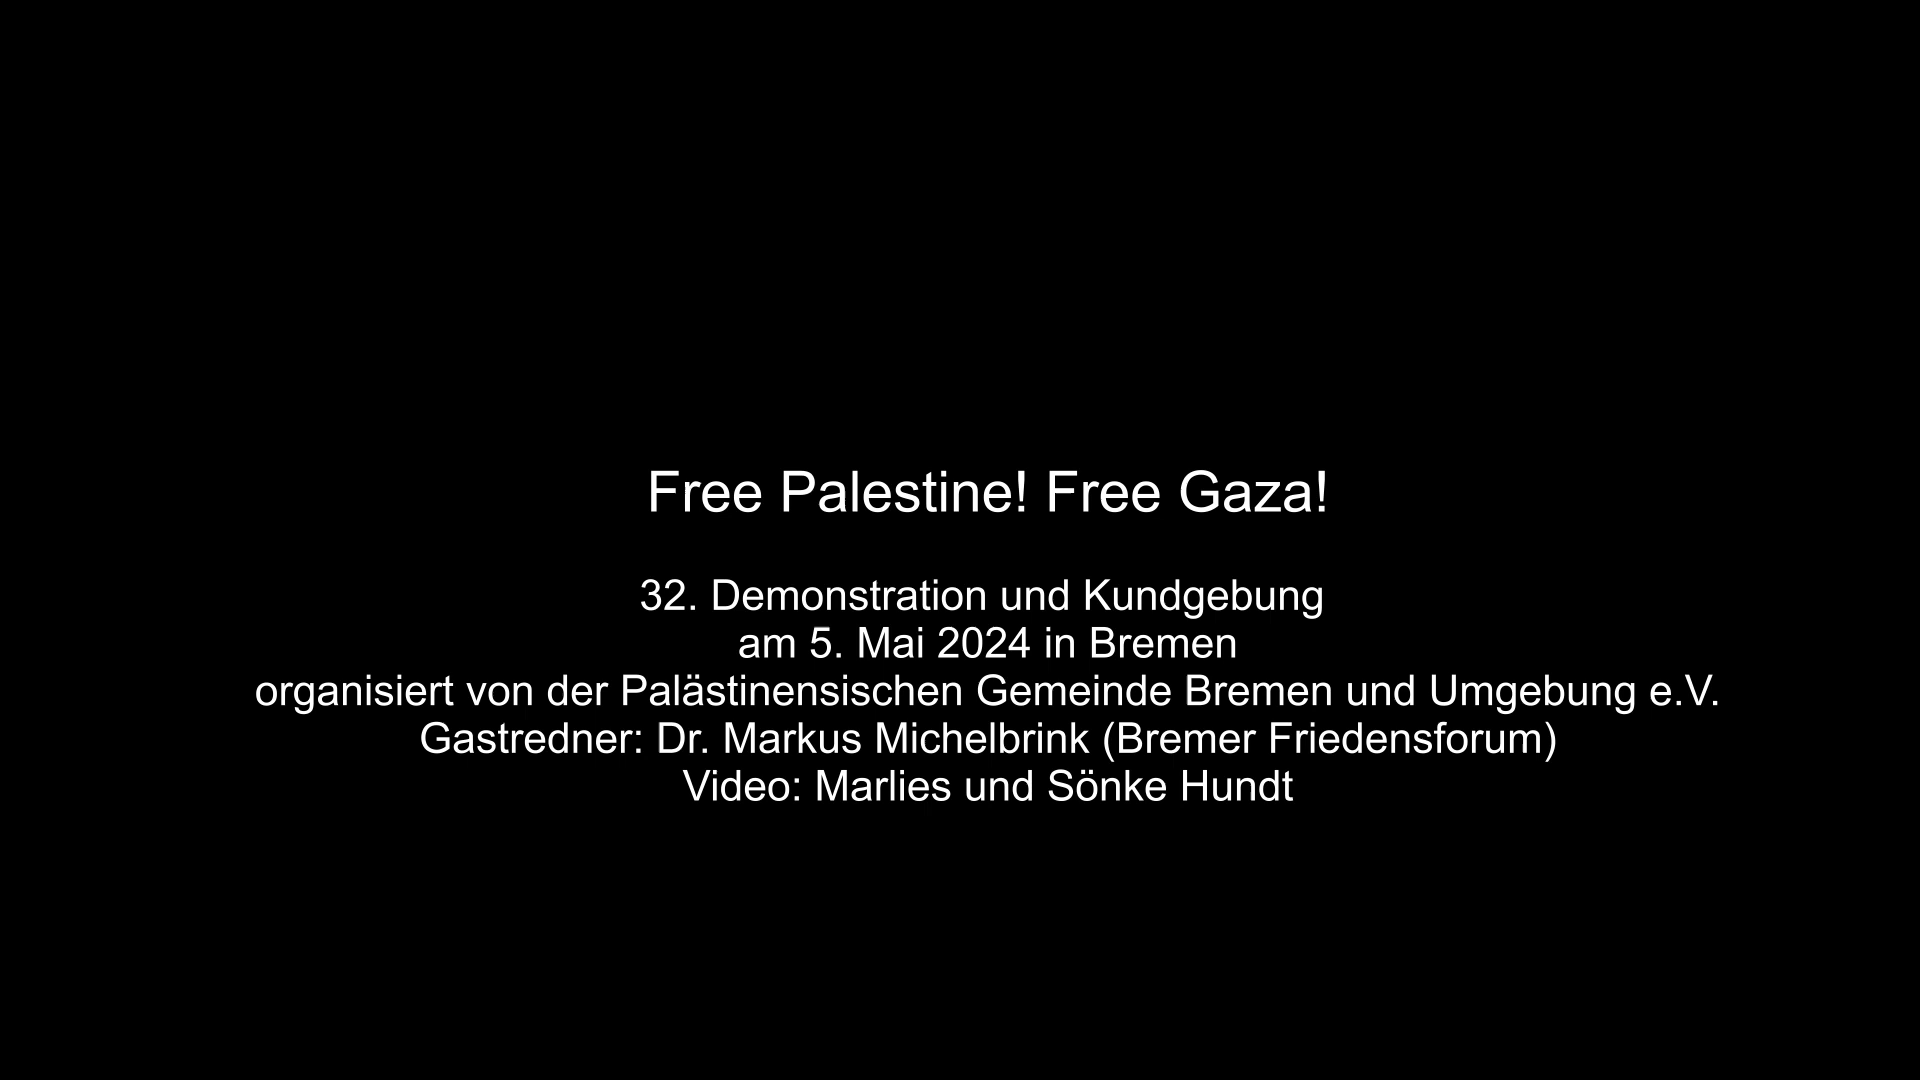 Free Palestine! Free Gaza!
32. Demonstration und Kundgebung
am 5. Mai 2024 in Bremen
organisiert von der Palästinensischen Gemeinde Bremen und Umgebung e.V.
Gastredner: Dr. Markus Michelbrink (Bremer Friedensforum)
Video: Marlies und Sönke Hundt